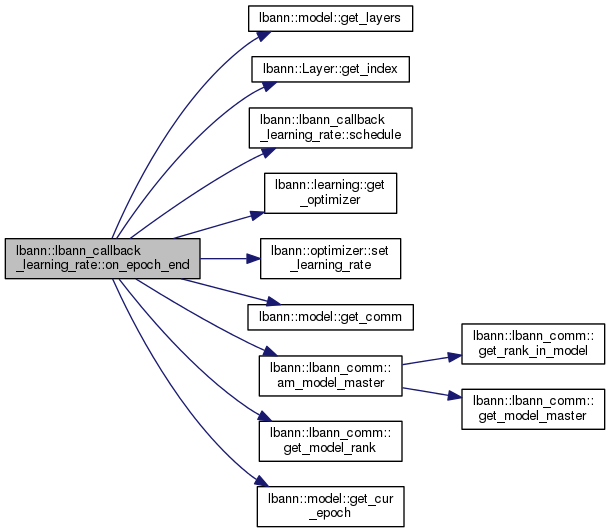 lbann::model::get_layers
lbann::Layer::get_index
lbann::lbann_callback
_learning_rate::schedule
lbann::learning::get
_optimizer
lbann::lbann_callback
_learning_rate::on_epoch_end
lbann::optimizer::set
_learning_rate
lbann::model::get_comm
lbann::lbann_comm::
am_model_master
lbann::lbann_comm::
get_rank_in_model
lbann::lbann_comm::
get_model_master
lbann::lbann_comm::
get_model_rank
lbann::model::get_cur
_epoch